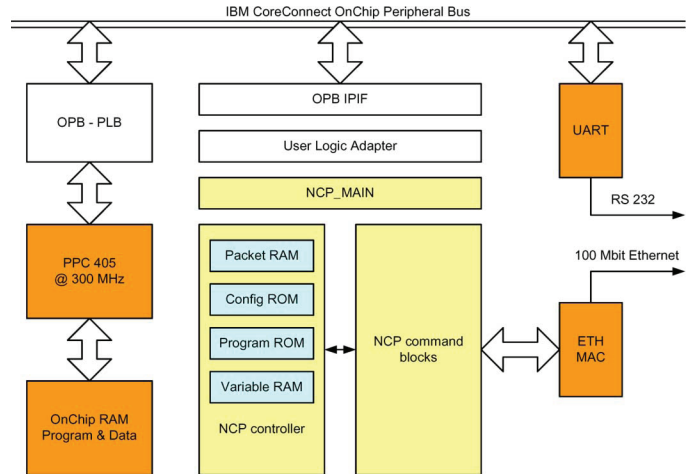 IBM CoreConnect OnChip Peripheral Bus
OPB - PLB
OPB IPIF
User Logic Adapter
NCP_MAIN
UART
RS 232
PPC 405
@ 300 MHz
Packet RAM
Config ROM
Program ROM
Variable RAM
NCP controller
NCP command
blocks
100 Mbit Ethernet
ETH
MAC
OnChip RAM
Program & Data